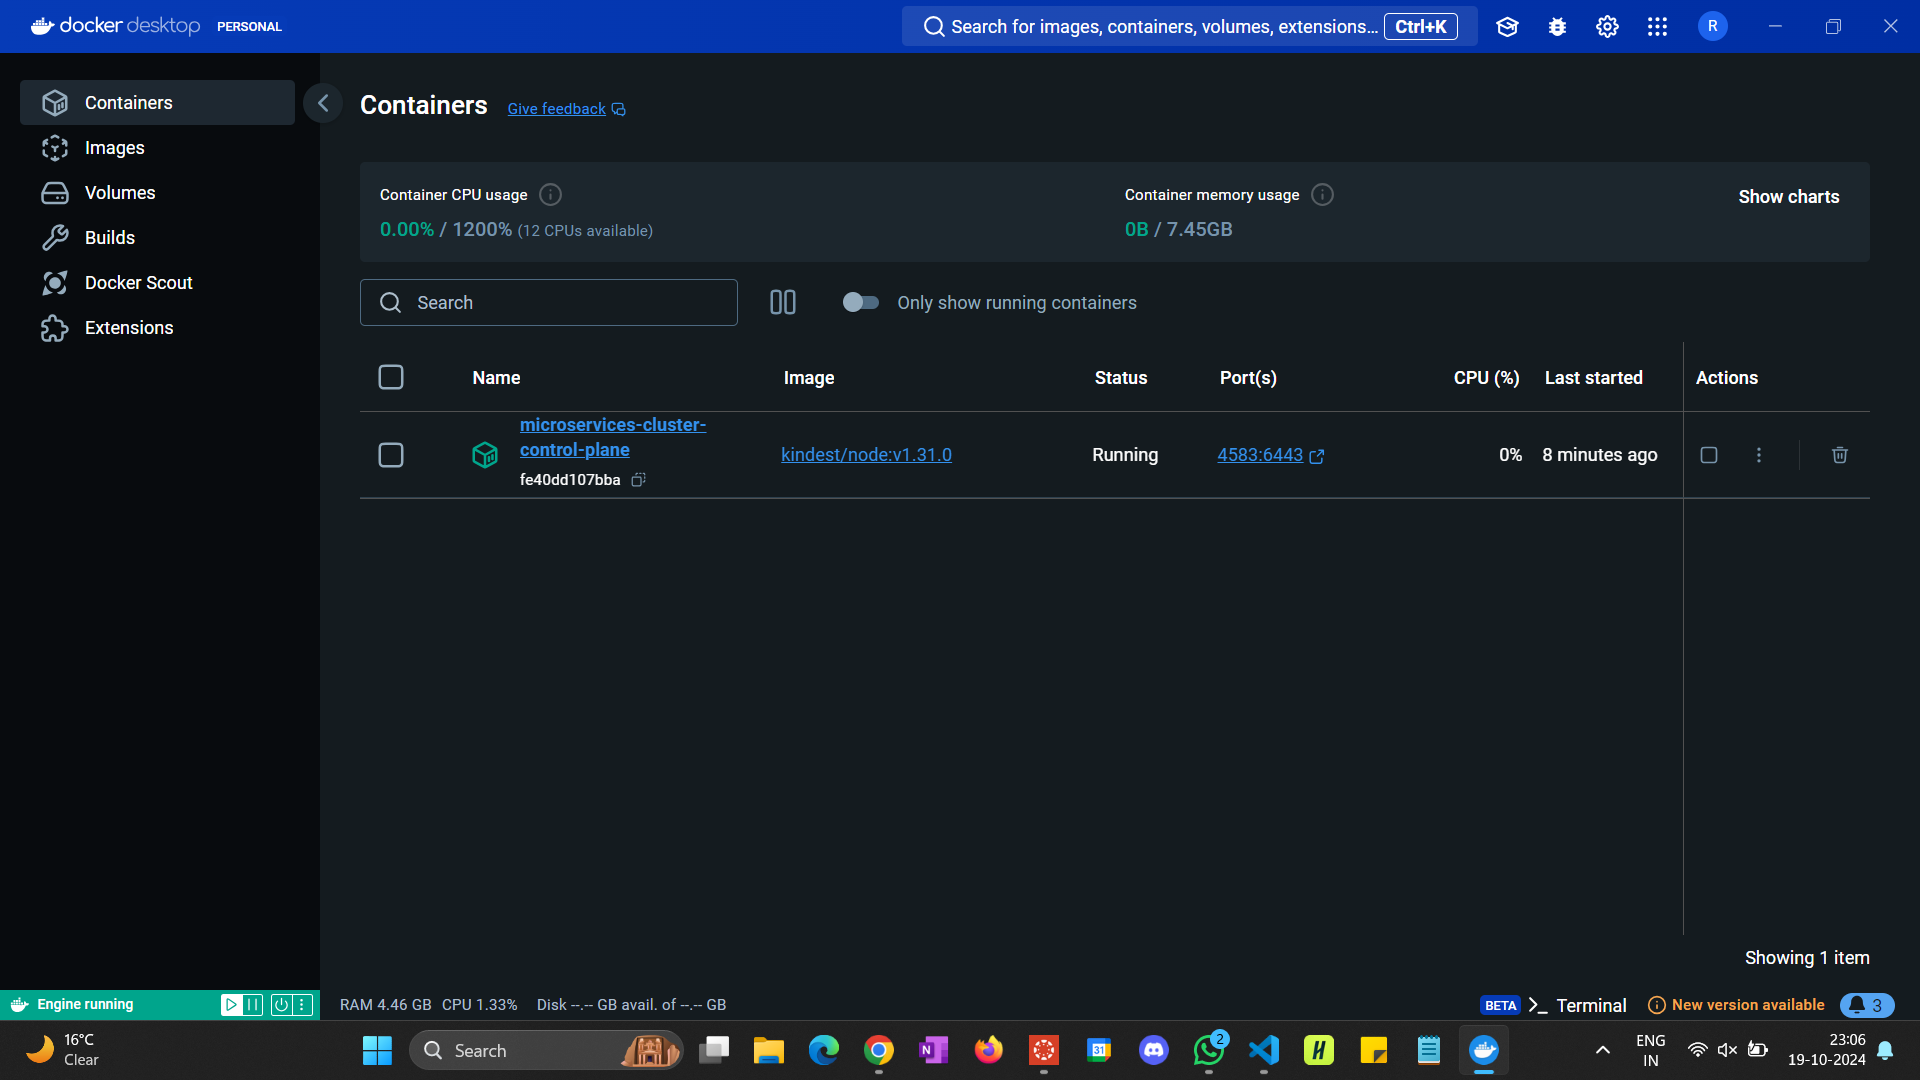 docker desktop PERSONAL
Search for images, containers, volumes, extensions... Ctrl+K
R
Containers
Images
Volumes
Builds
Docker Scout
Extensions
Containers Give feedback
Container CPU usage
0.00% / 1200% (12 CPUs available)
Container memory usage
0B / 7.45GB
Show charts
Search
Only show running containers
Name Image Status Port(s) CPU (%) Last started Actions
microservices-cluster-
control-plane
fe40dd107bba
kindest/node:v1.31.0
Running
4583:6443
0%
8 minutes ago
Showing 1 item
Engine running
RAM 4.46 GB CPU 1.33% Disk --.-- GB avail. of --.-- GB
BETA Terminal
New version available
3
16°C
Clear
Search
N
31
2
H
ENG
IN
23:06
19-10-2024